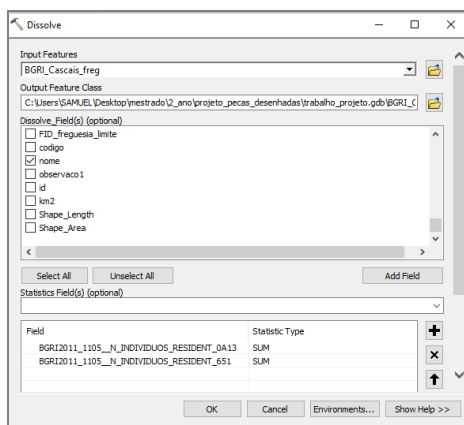 Dissolve
Input Features
BGRI_Cascais_freg
Output Feature Class
C:\Users\SAMUEL\Desktop\mestrado\2_ano\projeto_pecas_desenhadas\trabalho_projeto.gdb\BGRI_C
Dissolve_Field(s) (optional)
FID_freguesia_limite
codigo
nome
observaco1
id
km2
Shape_Length
Shape_Area
Select All Unselect All Add Field
Statistics Field(s) (optional)
Field Statistic Type
BGRI2011_1105__N_INDIVIDUOS_RESIDENT_0A13 SUM
BGRI2011_1105__N_INDIVIDUOS_RESIDENT_651 SUM
OK Cancel Environments... Show Help >>